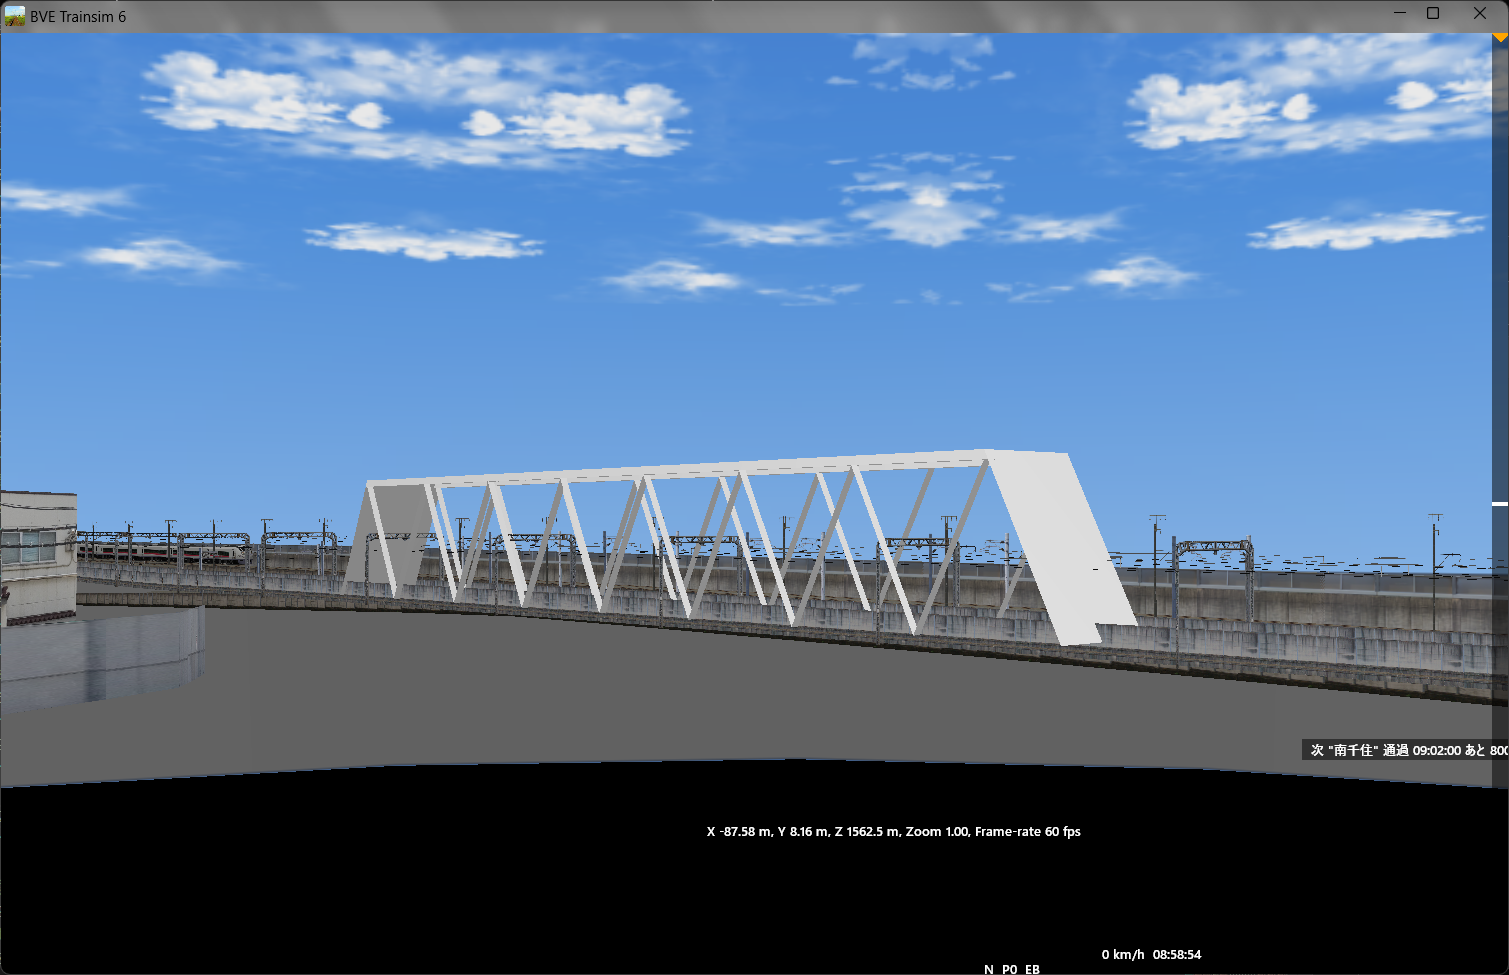 BVE Trainsim 6
次 "南千住" 通過 09:02:00 あと 800
X -87.58 m, Y 8.16 m, Z 1562.5 m, Zoom 1.00, Frame-rate 60 fps
0 km/h 08:58:54
N P0 EB